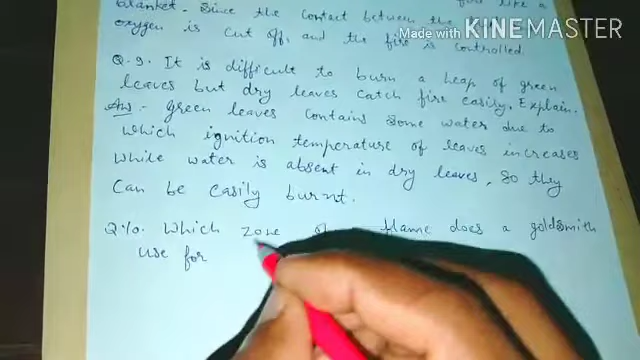 blanket. Since the contact between the
oxygen is cut off, and the fire is controlled.
Made with KINEMASTER
Q.9. It is difficult to burn a heap of green
leaves but dry leaves catch fire easily. Explain.
Ans:- Green leaves contains some water due to
which ignition temperature of leaves increases
while water is absent in dry leaves, so they
can be easily burnt.
Q10. Which zone of flame does a goldsmith
use for